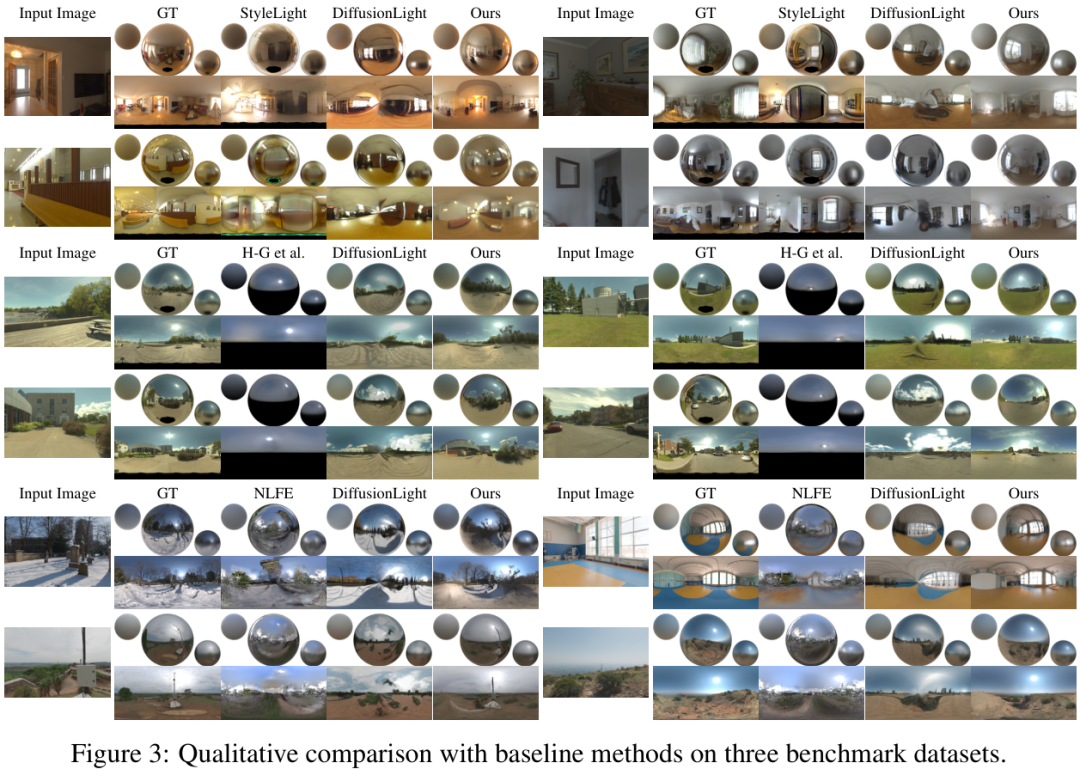 Input Image GT StyleLight DiffusionLight Ours Input Image GT StyleLight DiffusionLight Ours
Input Image GT H-G et al. DiffusionLight Ours Input Image GT H-G et al. DiffusionLight Ours
Input Image GT NLFE DiffusionLight Ours Input Image GT NLFE DiffusionLight Ours
Figure 3: Qualitative comparison with baseline methods on three benchmark datasets.